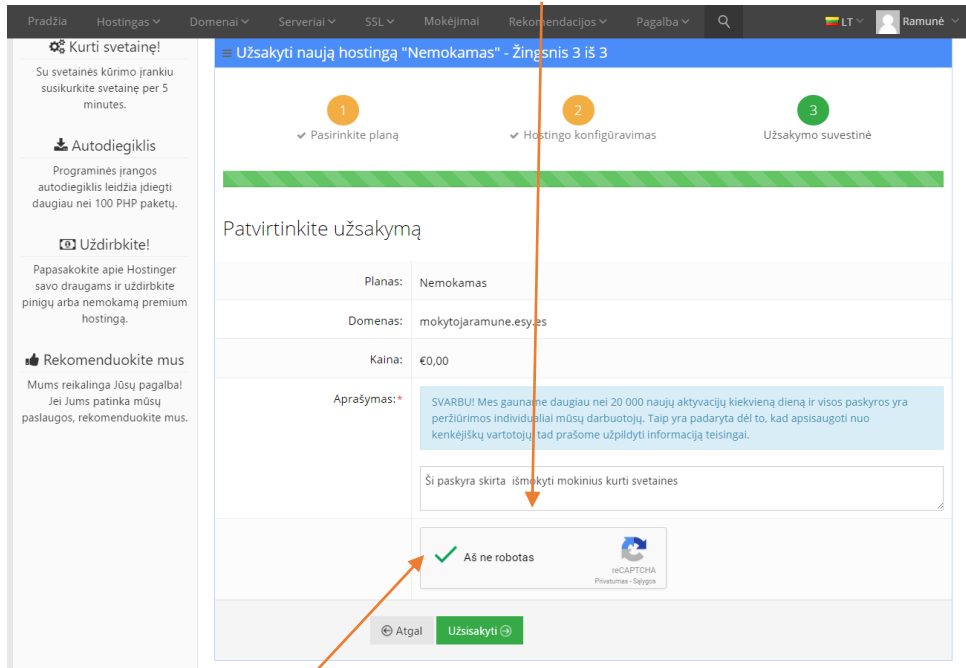 Pradžia Hostingas Domenai Serveriai SSL Mokėjimai Rekomendacijos Pagalba LT Ramunė
Kurti svetainę!
Su svetainės kūrimo įrankiu
susikurkite svetainę per 5
minutes.
Autodiegiklis
Programinės įrangos
autodiegiklis leidžia įdiegti
daugiau nei 100 PHP paketų.
Uždirbkite!
Papasakokite apie Hostinger
savo draugams ir uždirbkite
pinigų arba nemokamą premium
hostingą.
Rekomenduokite mus
Mums reikalinga Jūsų pagalba!
Jei Jums patinka mūsų
paslaugos, rekomenduokite mus.
Užsakyti naują hostingą "Nemokamas" - Žingsnis 3 iš 3
1 2 3
Pasirinkite planą Hostingo konfigūravimas Užsakymo suvestinė
Patvirtinkite užsakymą
Planas: Nemokamas
Domenas: mokytojaramune.esy.es
Kaina: €0,00
Aprašymas:* SVARBU! Mes gauname daugiau nei 20 000 naujų aktyvacijų kiekvieną dieną ir visos paskyros yra
peržiūrimos individualiai mūsų darbuotojų. Taip yra padaryta dėl to, kad apsisaugoti nuo
kenkėjiškų vartotojų, tad prašome užpildyti informaciją teisingai.
Ši paskyra skirta išmokyti mokinius kurti svetaines
Aš ne robotas
reCAPTCHA
Privatumas - Sąlygos
Atgal Užsisakyti